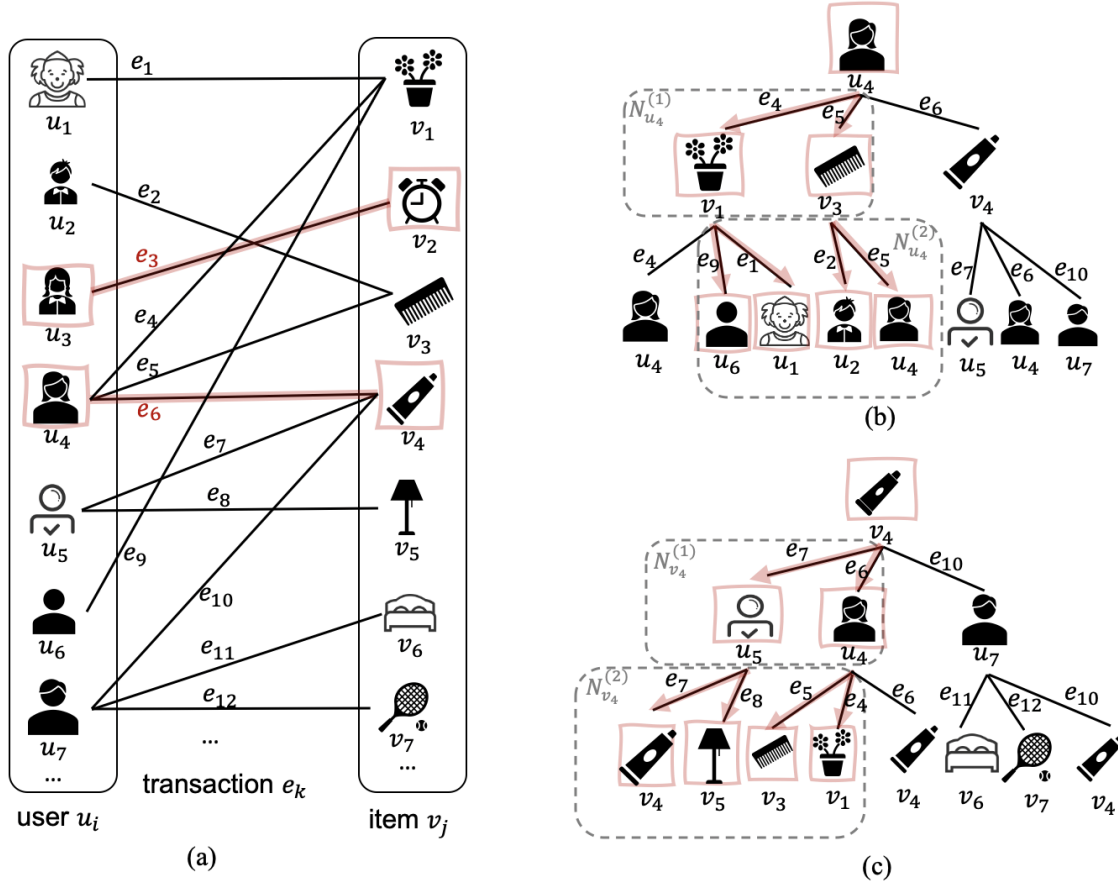 e₁
u₁
v₁
e₂
u₂
v₂
e₃
u₃
e₄
v₃
e₅
u₄
e₆
v₄
e₇
e₈
u₅
v₅
e₉
e₁₀
u₆
v₆
e₁₁
e₁₂
u₇
v₇
...
...
...
transaction eₖ
user uᵢ
item vⱼ
(a)
u₄
N_{u₄}^{(1)}
e₄ e₅ e₆
v₁ v₃ v₄
N_{u₄}^{(2)}
e₄ e₉ e₁ e₂ e₅ e₇ e₆ e₁₀
u₄ u₆ u₁ u₂ u₄ u₅ u₄ u₇
(b)
v₄
N_{v₄}^{(1)}
e₇ e₆ e₁₀
u₅ u₄ u₇
N_{v₄}^{(2)}
e₇ e₈ e₅ e₄ e₆ e₁₁ e₁₂ e₁₀
v₄ v₅ v₃ v₁ v₄ v₆ v₇ v₄
(c)